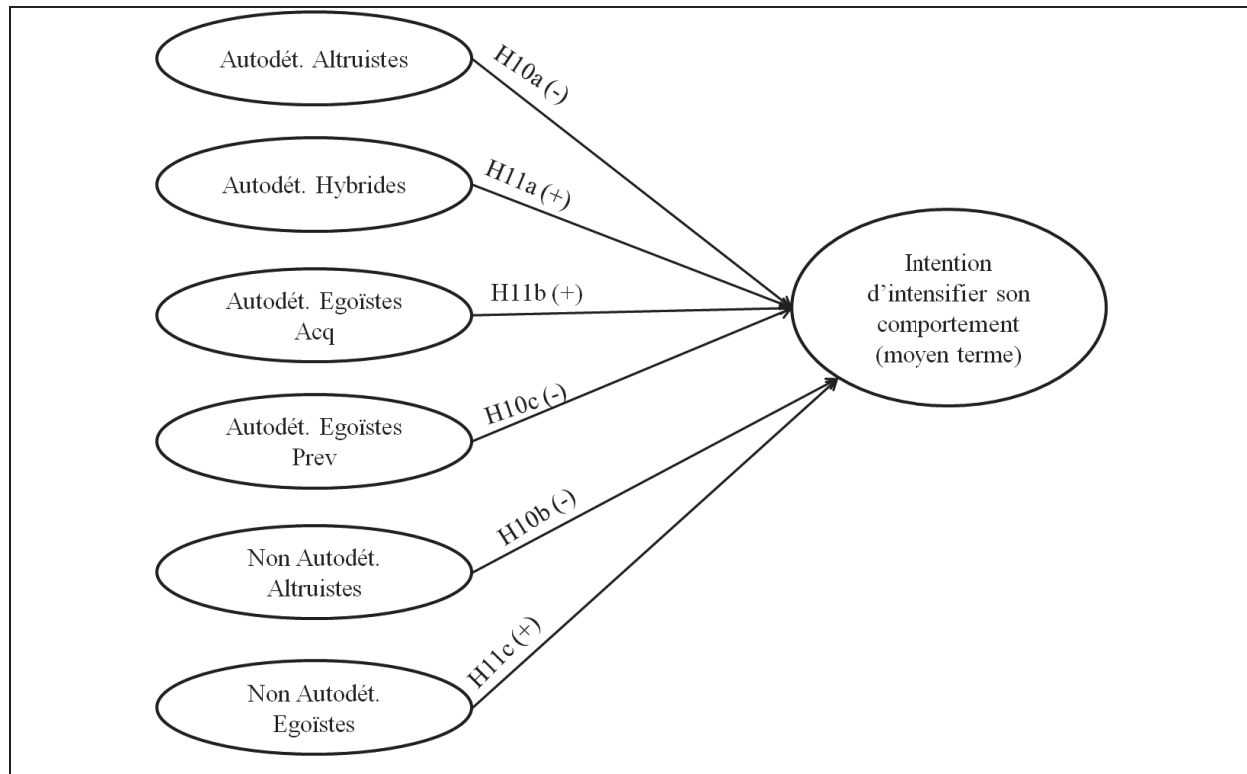 Autodét. Altruistes
H10a (-)
Autodét. Hybrides
H11a (+)
Autodét. Egoïstes
Acq
H11b (+)
Autodét. Egoïstes
Prev
H10c (-)
Non Autodét.
Altruistes
H10b (-)
Non Autodét.
Egoïstes
H11c (+)
Intention
d’intensifier son
comportement
(moyen terme)